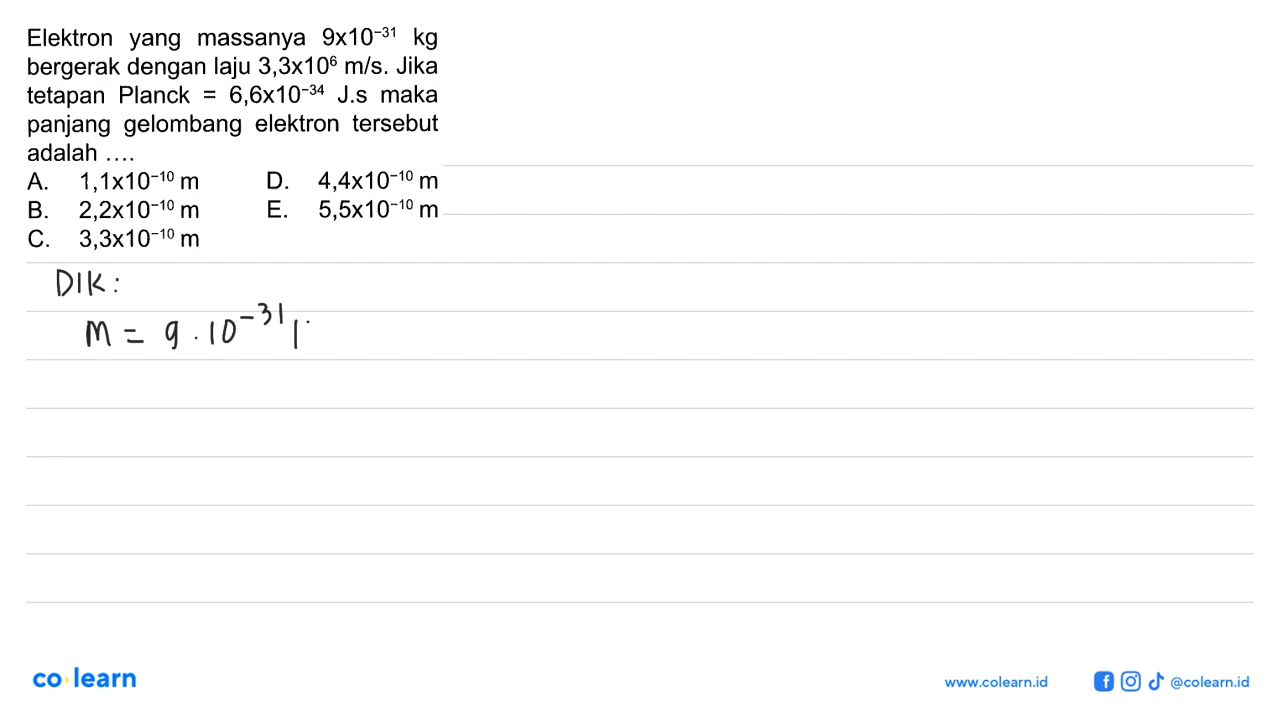 Elektron yang massanya 9x10⁻³¹ kg
bergerak dengan laju 3,3x10⁶ m/s. Jika
tetapan Planck = 6,6x10⁻³⁴ J.s maka
panjang gelombang elektron tersebut
adalah ....
A. 1,1x10⁻¹⁰ m D. 4,4x10⁻¹⁰ m
B. 2,2x10⁻¹⁰ m E. 5,5x10⁻¹⁰ m
C. 3,3x10⁻¹⁰ m
DIK:
m = 9 . 10⁻³¹
co learn
www.colearn.id @colearn.id